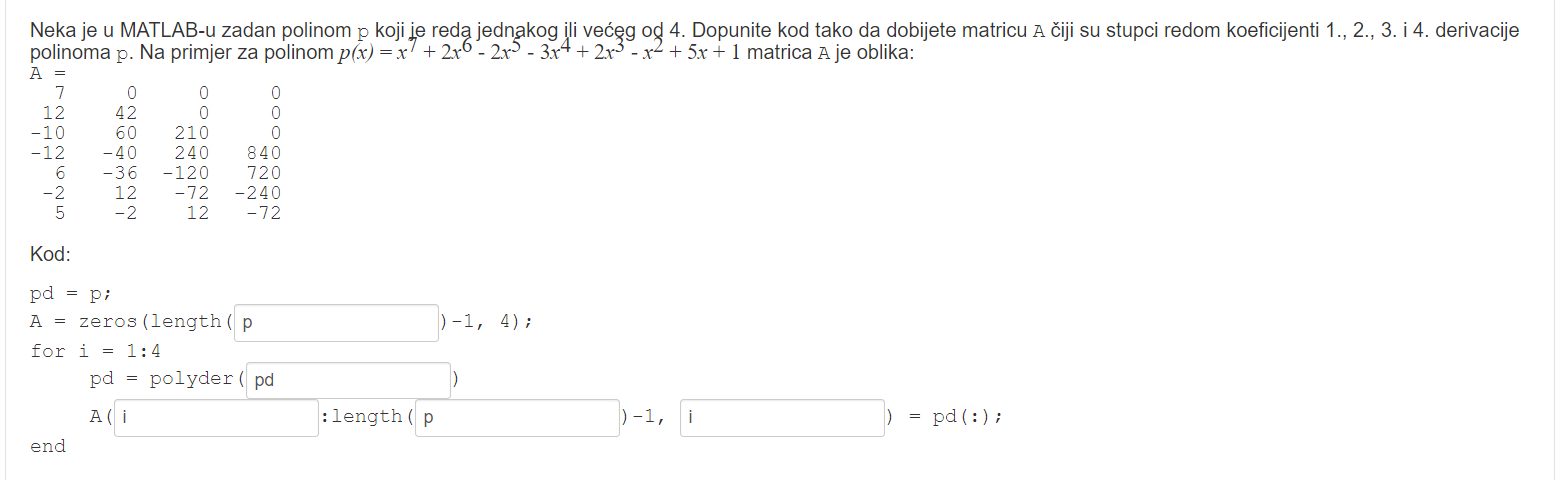 Neka je u MATLAB-u zadan polinom p koji je reda jednakog ili većeg od 4. Dopunite kod tako da dobijete matricu A čiji su stupci redom koeficijenti 1., 2., 3. i 4. derivacije
polinoma p. Na primjer za polinom p(x) = x^7 + 2x^6 - 2x^5 - 3x^4 + 2x^3 - x^2 + 5x + 1 matrica A je oblika:
A =
7 0 0 0
12 42 0 0
-10 60 210 0
-12 -40 240 840
6 -36 -120 720
-2 12 -72 -240
5 -2 12 -72
Kod:
pd = p;
A = zeros(length( p )-1, 4);
for i = 1:4
pd = polyder( pd )
A( i :length( p )-1, i ) = pd(:);
end